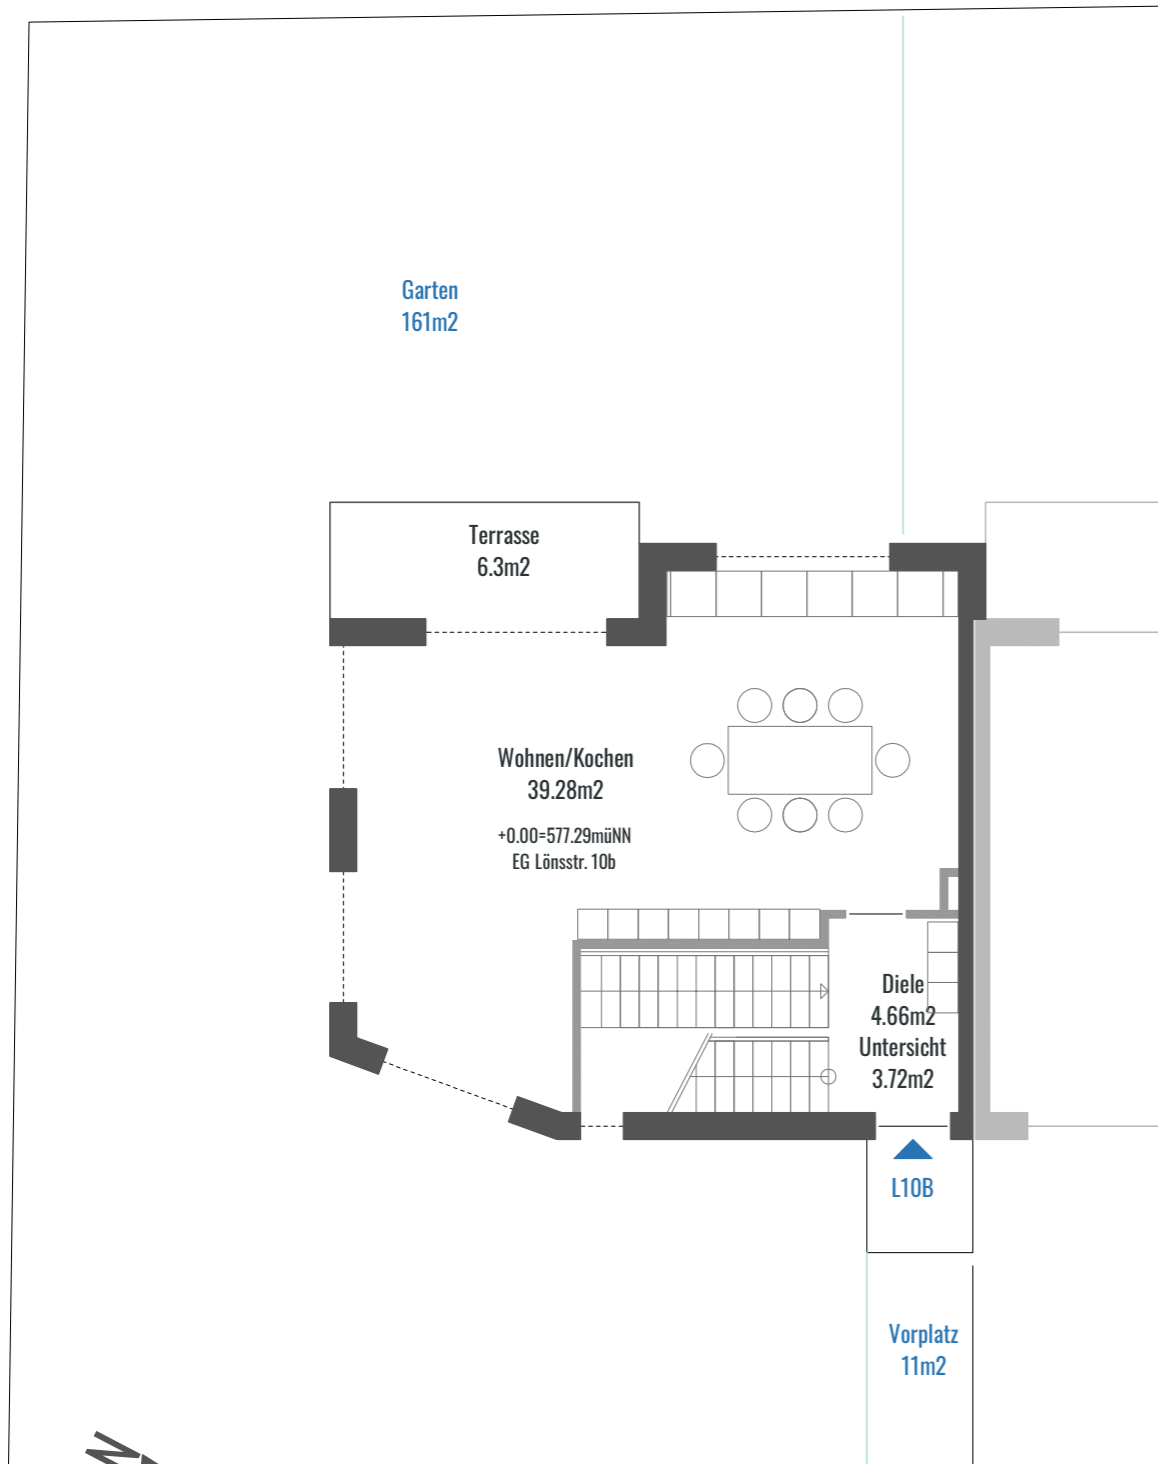 Garten
161m2
Terrasse
6.3m2
Wohnen/Kochen
39.28m2
+0.00=577.29müNN
EG Lönsstr. 10b
Diele
4.66m2
Untersicht
3.72m2
L10B
Vorplatz
11m2
N